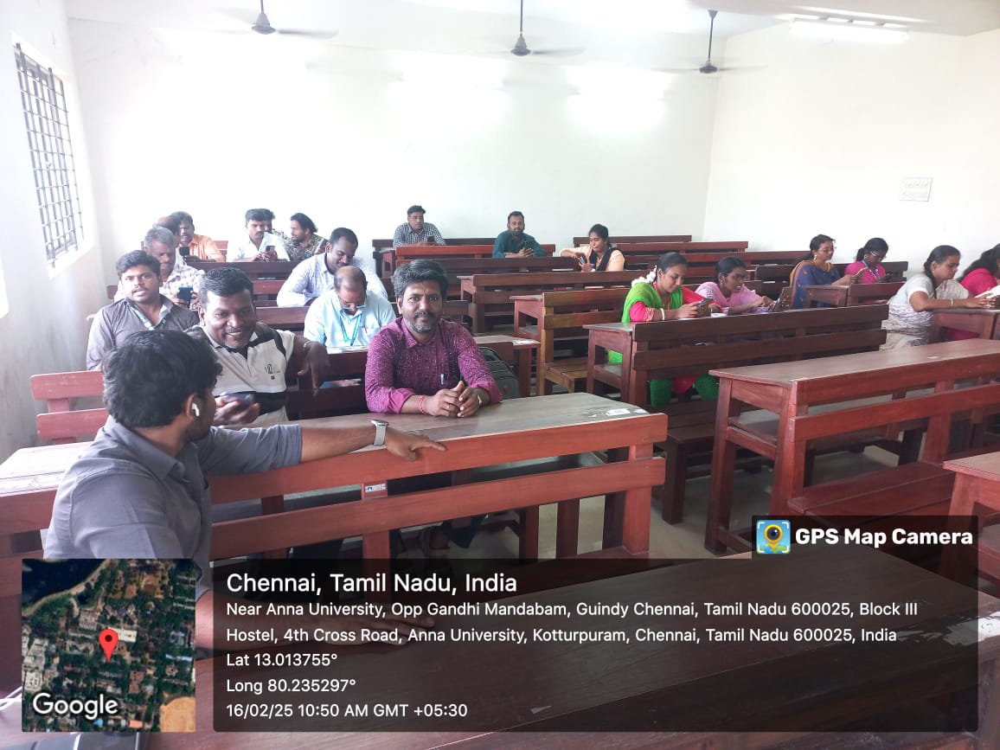 GPS Map Camera
Chennai, Tamil Nadu, India
Near Anna University, Opp Gandhi Mandabam, Guindy Chennai, Tamil Nadu 600025, Block III
Hostel, 4th Cross Road, Anna University, Kotturpuram, Chennai, Tamil Nadu 600025, India
Lat 13.013755°
Long 80.235297°
16/02/25 10:50 AM GMT +05:30
Google